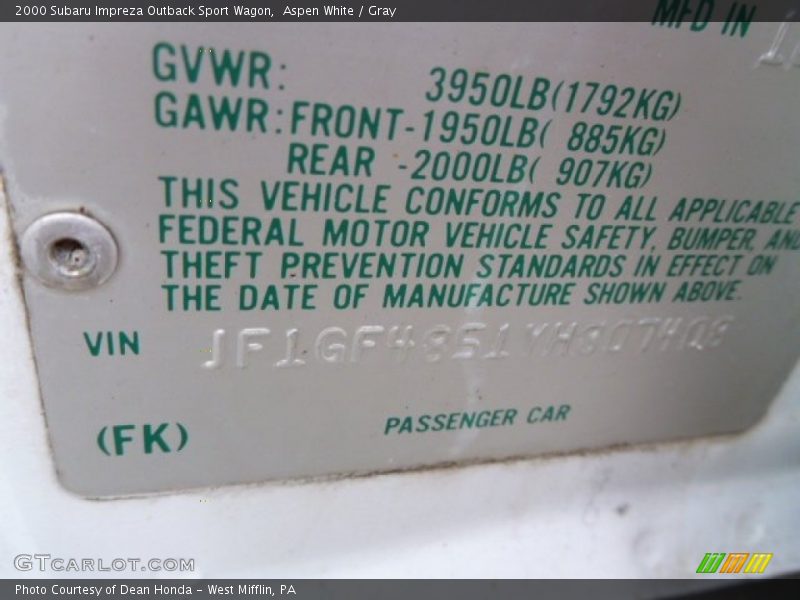 2000 Subaru Impreza Outback Sport Wagon, Aspen White / Gray
MFD IN
GVWR: 3950LB(1792KG)
GAWR:FRONT-1950LB( 885KG)
REAR -2000LB( 907KG)
THIS VEHICLE CONFORMS TO ALL APPLICABLE
FEDERAL MOTOR VEHICLE SAFETY, BUMPER, AND
THEFT PREVENTION STANDARDS IN EFFECT ON
THE DATE OF MANUFACTURE SHOWN ABOVE.
VIN
(FK) PASSENGER CAR
GTCARLOT.COM
Photo Courtesy of Dean Honda - West Mifflin, PA